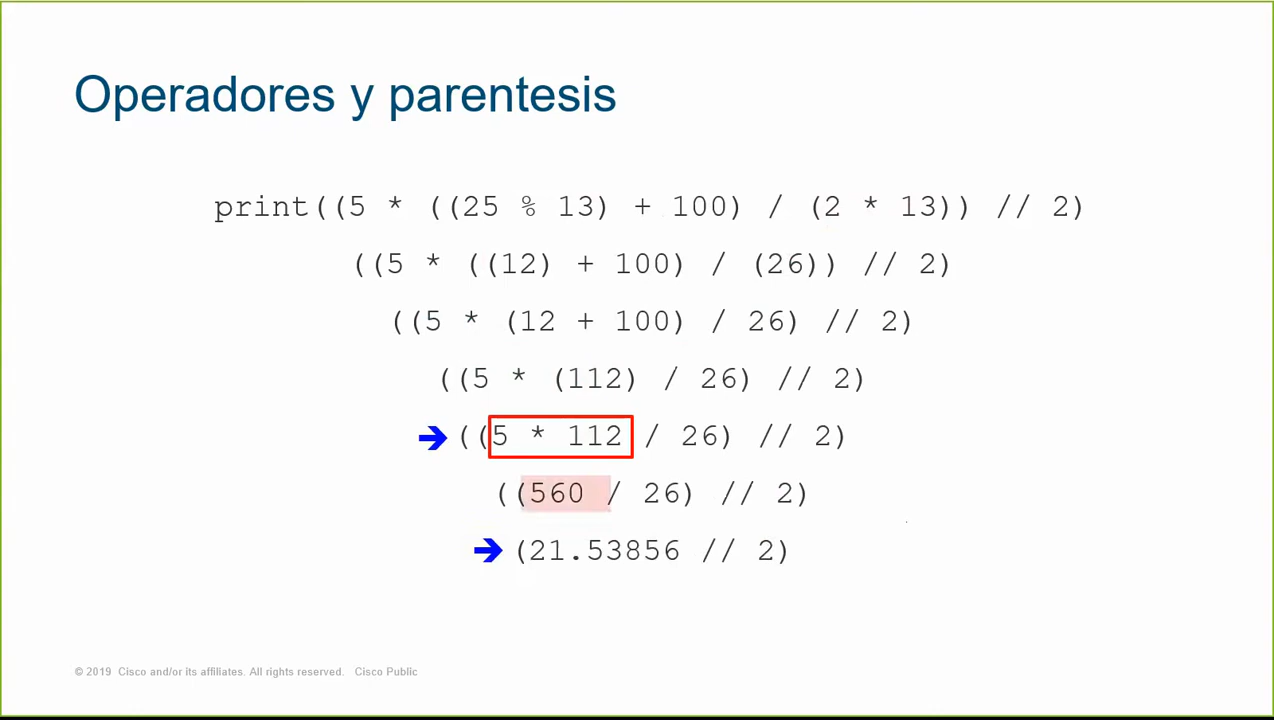 Operadores y parentesis
print((5 * ((25 % 13) + 100) / (2 * 13)) // 2)
((5 * ((12) + 100) / (26)) // 2)
((5 * (12 + 100) / 26) // 2)
((5 * (112) / 26) // 2)
((5 * 112 / 26) // 2)
((560 / 26) // 2)
(21.53856 // 2)
© 2019 Cisco and/or its affiliates. All rights reserved. Cisco Public